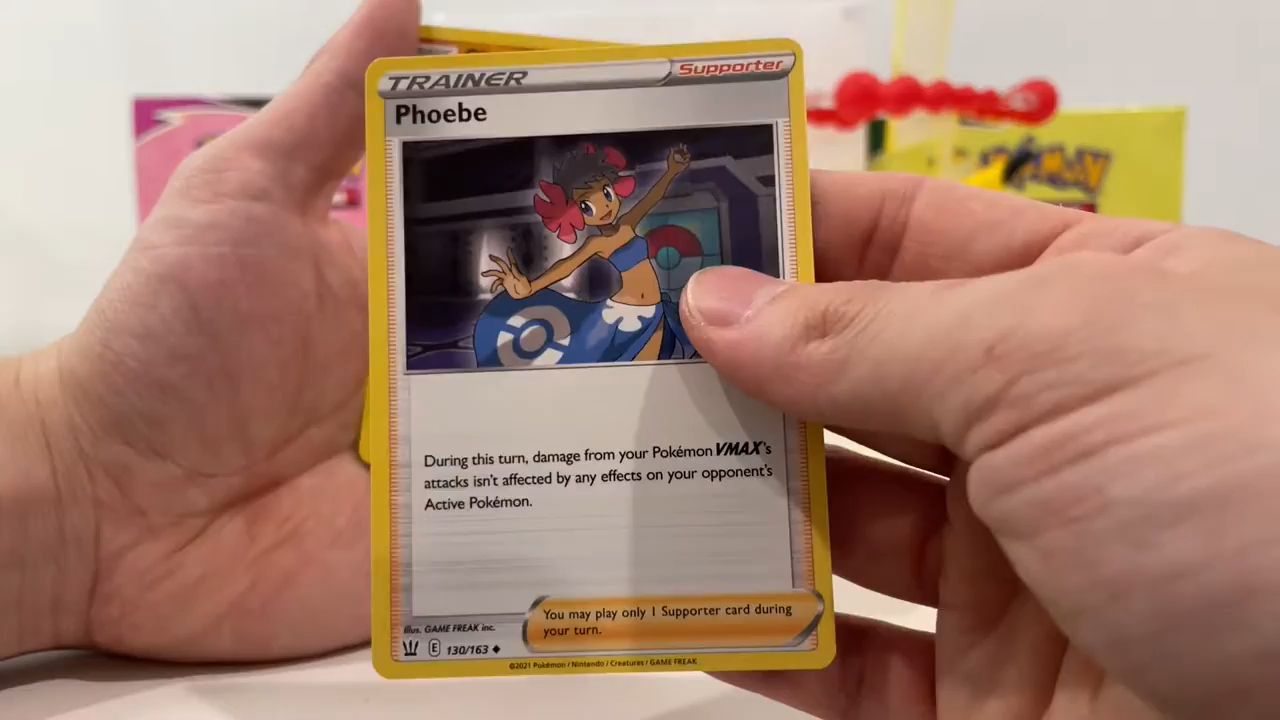 TRAINER
Supporter
Phoebe
POKéMON
During this turn, damage from your Pokémon VMAX's
attacks isn't affected by any effects on your opponent's
Active Pokémon.
You may play only 1 Supporter card during
your turn.
Illus. GAME FREAK inc.
E 130/163
©2021 Pokémon / Nintendo / Creatures / GAME FREAK